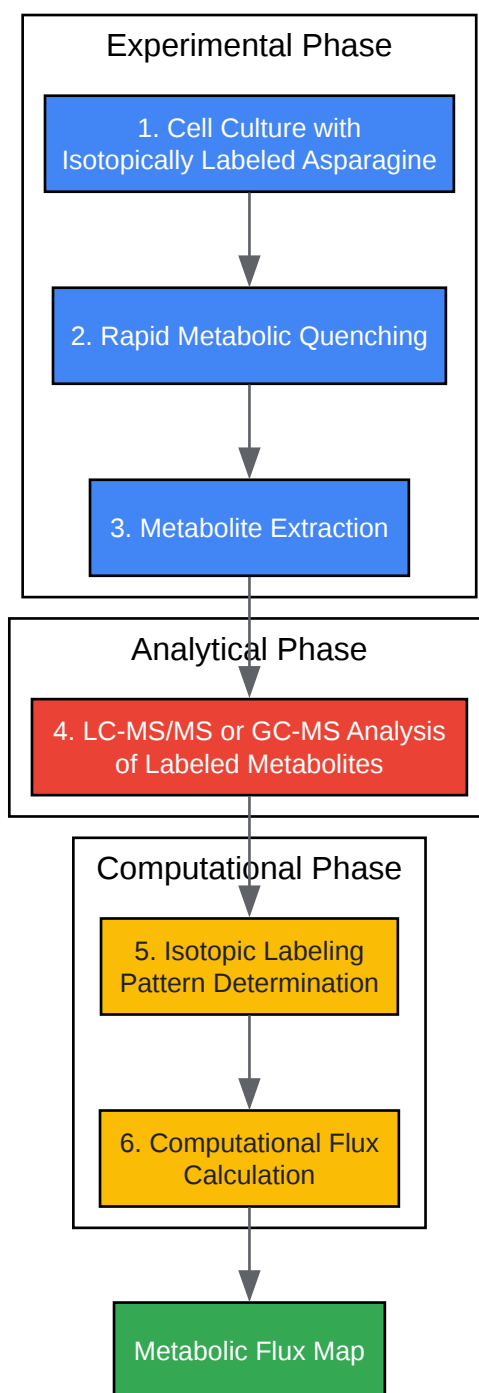 Experimental Phase
1. Cell Culture with
Isotopically Labeled Asparagine
2. Rapid Metabolic Quenching
3. Metabolite Extraction
Analytical Phase
4. LC-MS/MS or GC-MS Analysis
of Labeled Metabolites
Computational Phase
5. Isotopic Labeling
Pattern Determination
6. Computational Flux
Calculation
Metabolic Flux Map